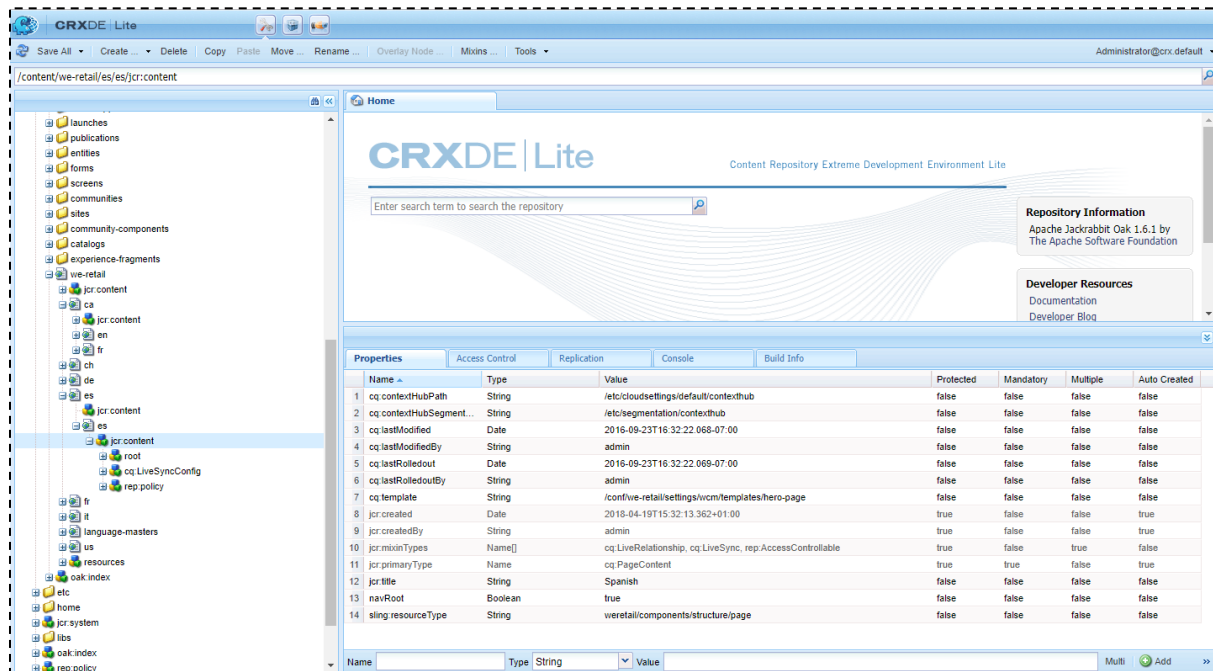 CRXDE Lite
Save All Create ... Delete Copy Paste Move ... Rename ... Overlay Node ... Mixins ... Tools Administrator@crx.default
/content/we-retail/es/es/jcr:content
launches
publications
entities
forms
screens
communities
sites
community-components
catalogs
experience-fragments
we-retail
jcr:content
ca
jcr:content
en
fr
ch
de
es
jcr:content
es
jcr:content
root
cq:LiveSyncConfig
rep:policy
fr
it
language-masters
us
resources
oak:index
etc
home
jcr:system
libs
oak:index
rep:policy
Home
CRXDE Lite
Content Repository Extreme Development Environment Lite
Enter search term to search the repository
Repository Information
Apache Jackrabbit Oak 1.6.1 by
The Apache Software Foundation
Developer Resources
Documentation
Developer Blog
Properties Access Control Replication Console Build Info
Name Type Value Protected Mandatory Multiple Auto Created
1 cq:contextHubPath String /etc/cloudsettings/default/contexthub false false false false
2 cq:contextHubSegment... String /etc/segmentation/contexthub false false false false
3 cq:lastModified Date 2016-09-23T16:32:22.068-07:00 false false false false
4 cq:lastModifiedBy String admin false false false false
5 cq:lastRolledout Date 2016-09-23T16:32:22.069-07:00 false false false false
6 cq:lastRolledoutBy String admin false false false false
7 cq:template String /conf/we-retail/settings/wcm/templates/hero-page false false false false
8 jcr:created Date 2018-04-19T15:32:13.362+01:00 true false false false
9 jcr:createdBy String admin true false false false
10 jcr:mixinTypes Name[] cq:LiveRelationship, cq:LiveSync, rep:AccessControllable true false true false
11 jcr:primaryType Name cq:PageContent true true false false
12 jcr:title String Spanish false false false false
13 navRoot Boolean true false false false false
14 sling:resourceType String weretail/components/structure/page false false false false
Name Type String Value Multi Add